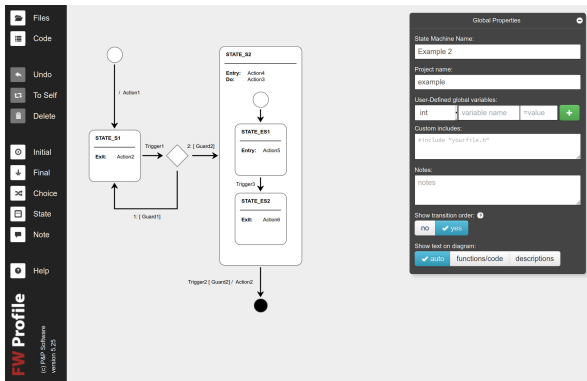 Files
Code
Undo
To Self
Delete
Initial
Final
Choice
State
Note
Help
FW Profile
(c) P&P Software
version 5.25
/ Action1
STATE_S1
Exit: Action2
Trigger1
2: [ Guard2]
1: [ Guard1]
STATE_S2
Entry: Action4
Do: Action3
STATE_ES1
Entry: Action5
Trigger3
STATE_ES2
Exit: Action6
Trigger2 [ Guard2] / Action2
Global Properties
State Machine Name:
Example 2
Project name:
example
User-Defined global variables:
int variable name =value +
Custom includes:
#include "yourfile.h"
Notes:
notes
Show transition order: ?
no ✔ yes
Show text on diagram:
✔ auto functions/code descriptions